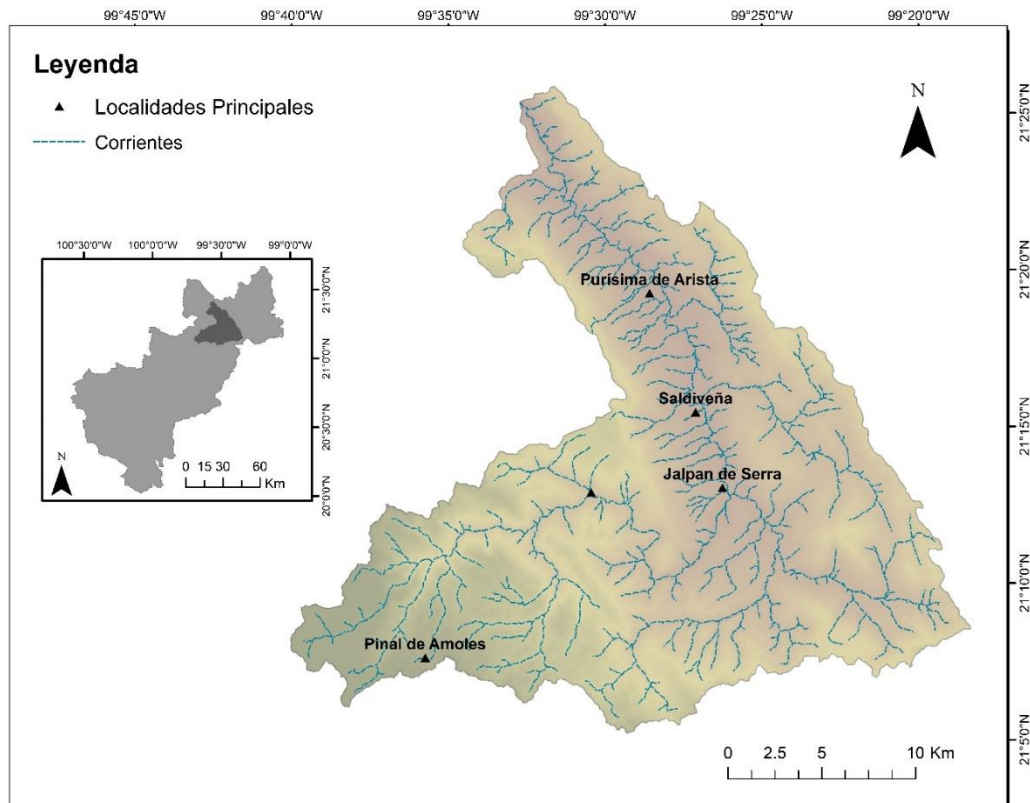 99°45'0"W 99°40'0"W 99°35'0"W 99°30'0"W 99°25'0"W 99°20'0"W
Leyenda
Localidades Principales
Corrientes
N
21°25'0"N
21°20'0"N
21°15'0"N
21°10'0"N
21°5'0"N
100°30'0"W 100°0'0"W 99°30'0"W 99°0'0"W
21°30'0"N
21°0'0"N
20°30'0"N
20°0'0"N
N
0 15 30 60
Km
Purísima de Arista
Saldiveña
Jalpan de Serra
Pinal de Amoles
0 2.5 5 10 Km